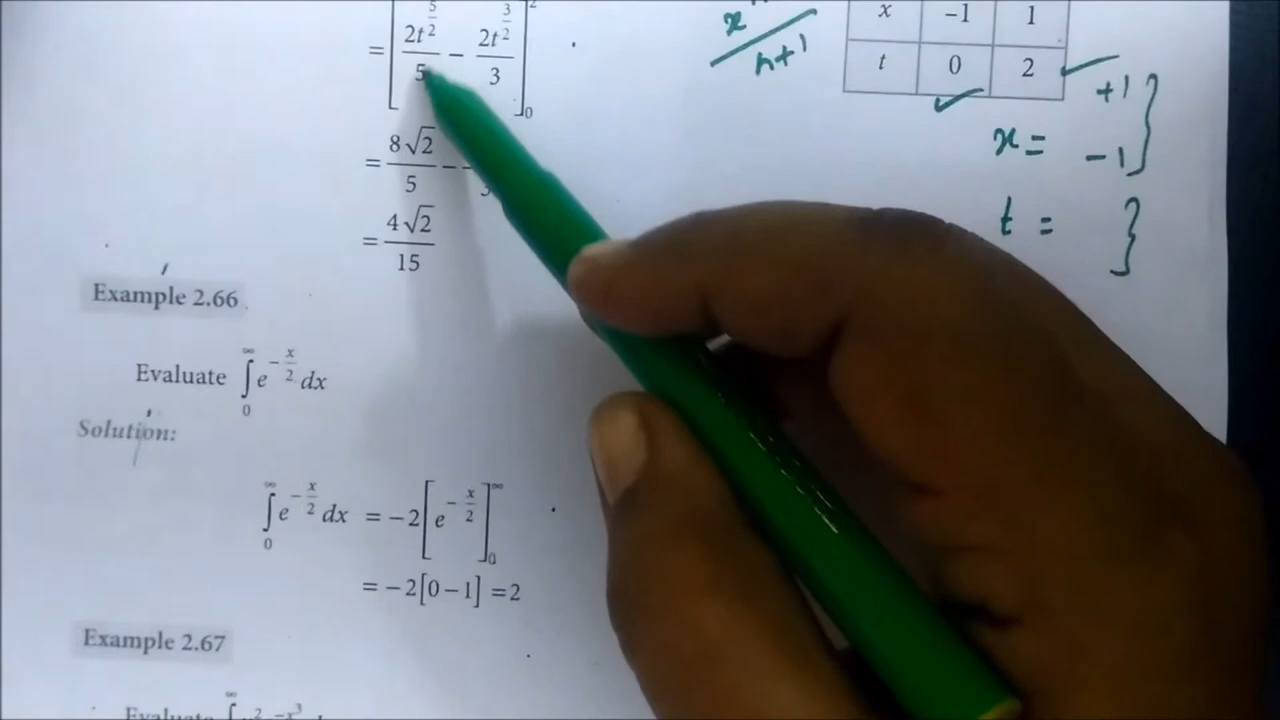 = [ 2t^{5/2} / 5 − 2t^{3/2} / 3 ]_0^2
= 8√2 / 5 − 3
= 4√2 / 15
x −1 1
t 0 2
n+1
x = +1
−1
t =
Example 2.66
Evaluate ∫_0^∞ e^{−x/2} dx
Solution:
∫_0^∞ e^{−x/2} dx = −2 [ e^{−x/2} ]_0^∞
= −2[0−1] =2
Example 2.67